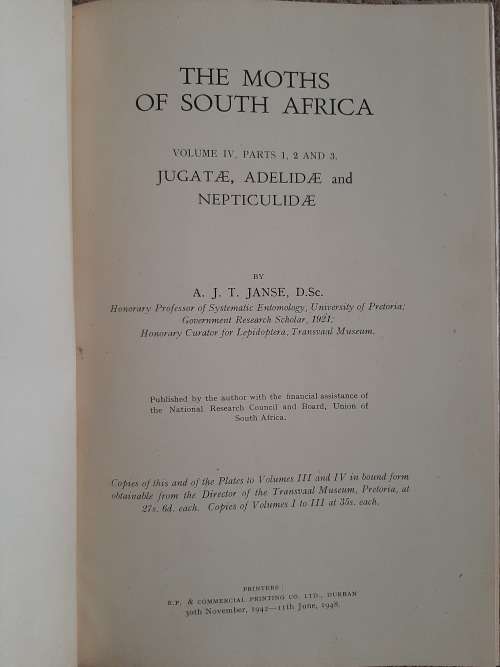 THE MOTHS
OF SOUTH AFRICA
VOLUME IV, PARTS 1, 2 AND 3.
JUGATÆ, ADELIDÆ and
NEPTICULIDÆ
BY
A. J. T. JANSE, D.Sc.
Honorary Professor of Systematic Entomology, University of Pretoria;
Government Research Scholar, 1921;
Honorary Curator for Lepidoptera, Transvaal Museum.
Published by the author with the financial assistance of
the National Research Council and Board, Union of
South Africa.
Copies of this and of the Plates to Volumes III and IV in bound form
obtainable from the Director of the Transvaal Museum, Pretoria, at
27s. 6d. each. Copies of Volumes I to III at 35s. each.
PRINTERS:
E.P. & COMMERCIAL PRINTING CO. LTD., DURBAN
30th November, 1942—11th June, 1948.